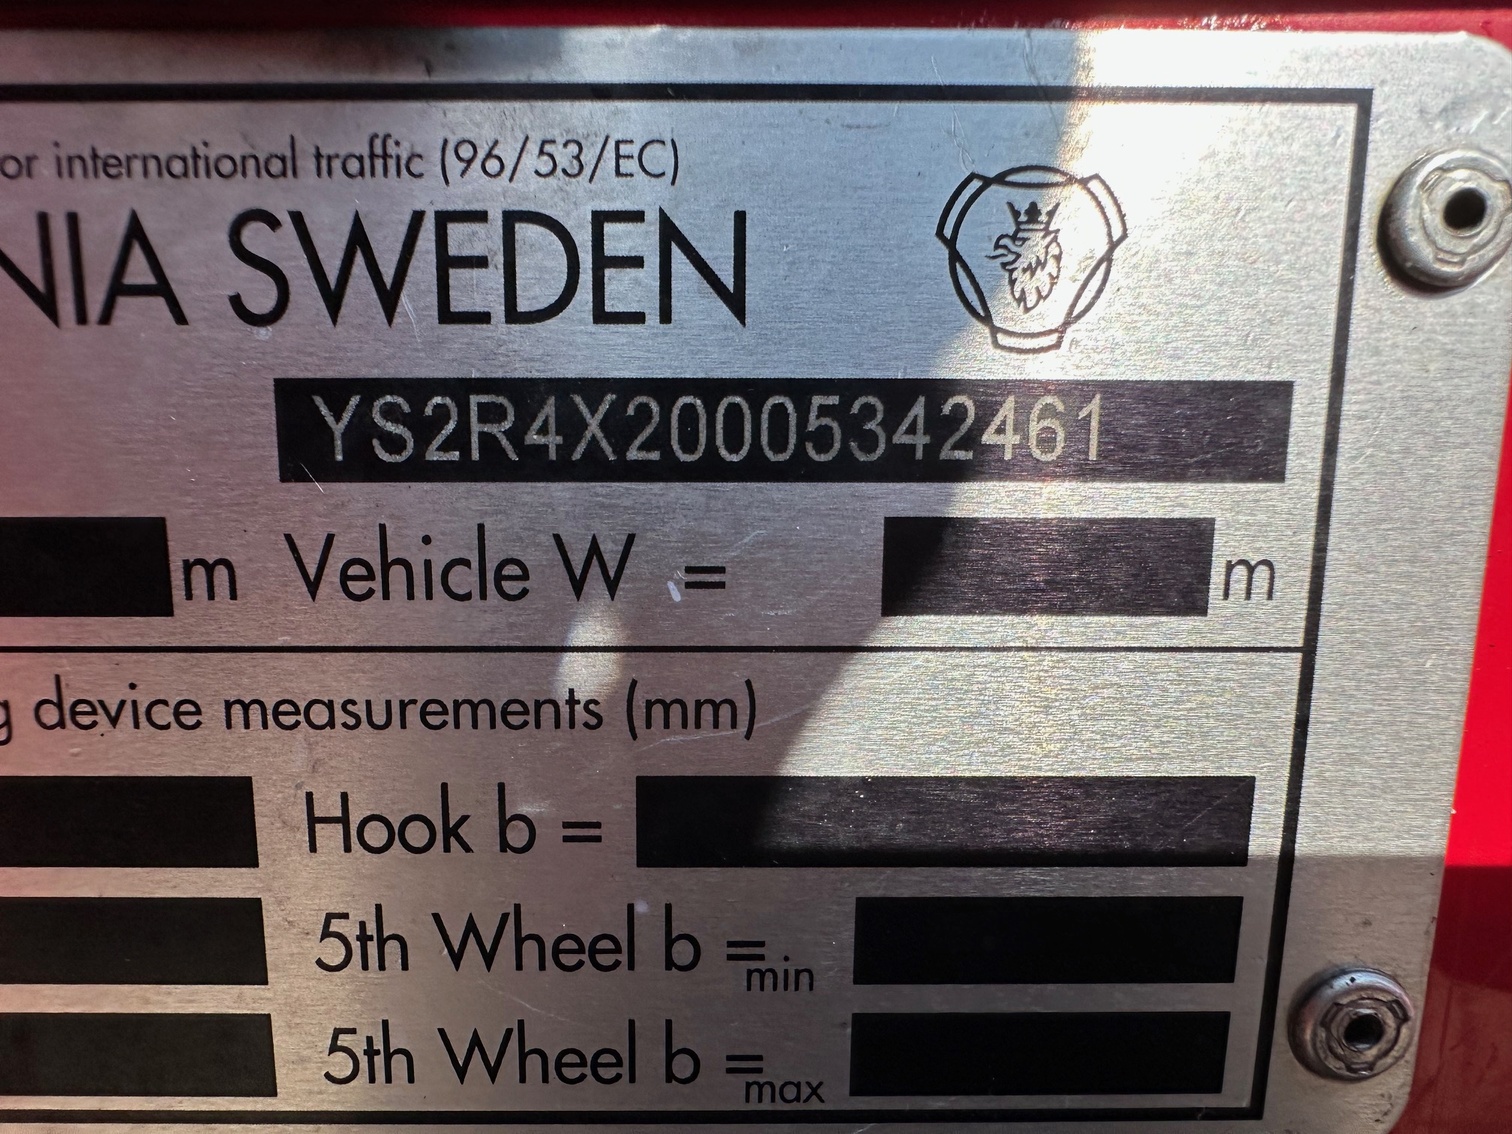 or international traffic (96/53/EC)
NIA SWEDEN
YS2R4X20005342461
m Vehicle W = m
g device measurements (mm)
Hook b =
5th Wheel b =min
5th Wheel b =max